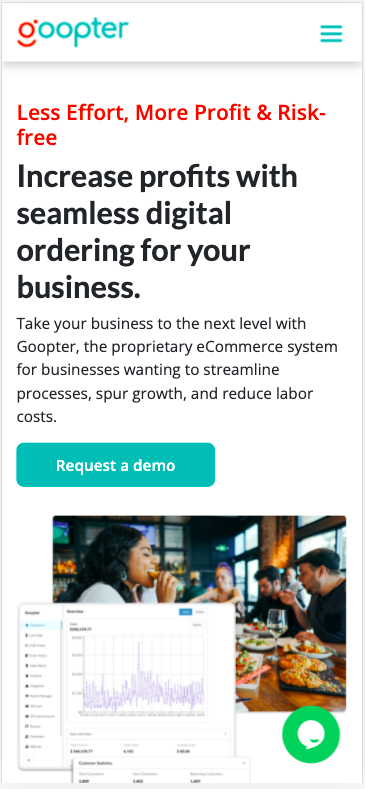 goopter
Less Effort, More Profit & Risk-
free
Increase profits with
seamless digital
ordering for your
business.
Take your business to the next level with
Goopter, the proprietary eCommerce system
for businesses wanting to streamline
processes, spur growth, and reduce labor
costs.
Request a demo
Goopter
Overview
Customer Statistics